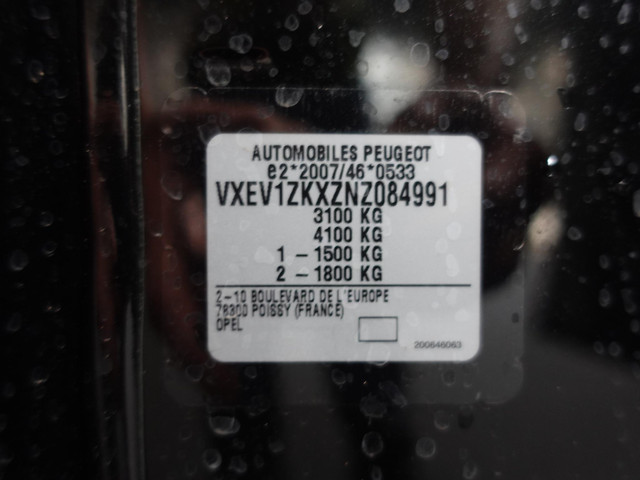 AUTOMOBILES PEUGEOT
e2*2007/46*0533
VXEV1ZKXZNZ084991
3100 KG
4100 KG
1 - 1500 KG
2 - 1800 KG
2-10 BOULEVARD DE L'EUROPE
78300 POISSY (FRANCE)
OPEL
200646063